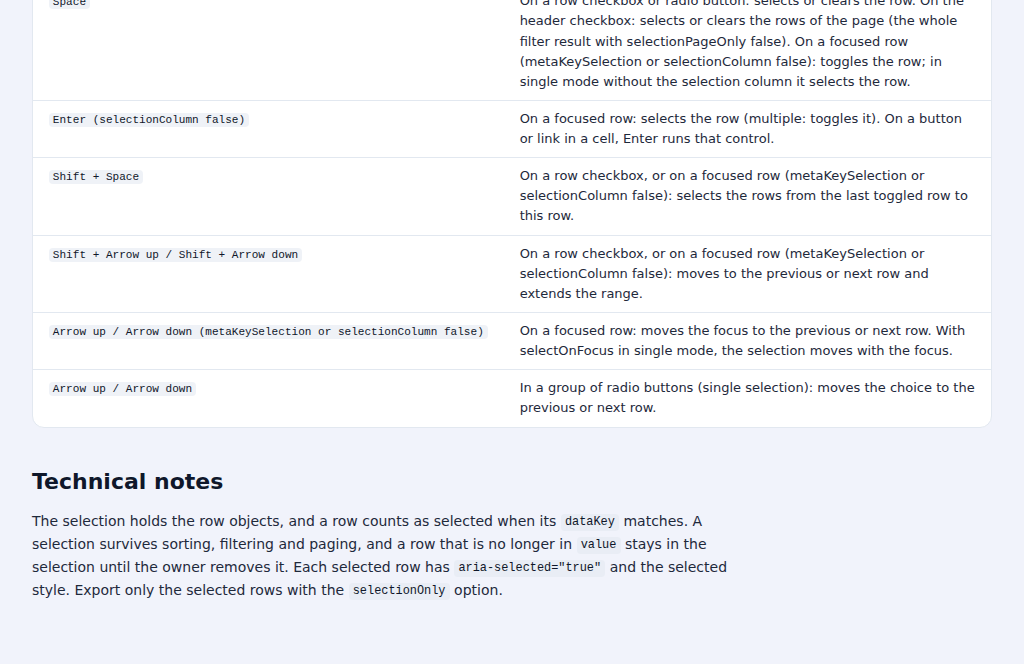 Space
On a row checkbox or radio button: selects or clears the row. On the
header checkbox: selects or clears the rows of the page (the whole
filter result with selectionPageOnly false). On a focused row
(metaKeySelection or selectionColumn false): toggles the row; in
single mode without the selection column it selects the row.
Enter (selectionColumn false)
On a focused row: selects the row (multiple: toggles it). On a button
or link in a cell, Enter runs that control.
Shift + Space
On a row checkbox, or on a focused row (metaKeySelection or
selectionColumn false): selects the rows from the last toggled row to
this row.
Shift + Arrow up / Shift + Arrow down
On a row checkbox, or on a focused row (metaKeySelection or
selectionColumn false): moves to the previous or next row and
extends the range.
Arrow up / Arrow down (metaKeySelection or selectionColumn false)
On a focused row: moves the focus to the previous or next row. With
selectOnFocus in single mode, the selection moves with the focus.
Arrow up / Arrow down
In a group of radio buttons (single selection): moves the choice to the
previous or next row.
Technical notes
The selection holds the row objects, and a row counts as selected when its dataKey matches. A
selection survives sorting, filtering and paging, and a row that is no longer in value stays in the
selection until the owner removes it. Each selected row has aria-selected="true" and the selected
style. Export only the selected rows with the selectionOnly option.